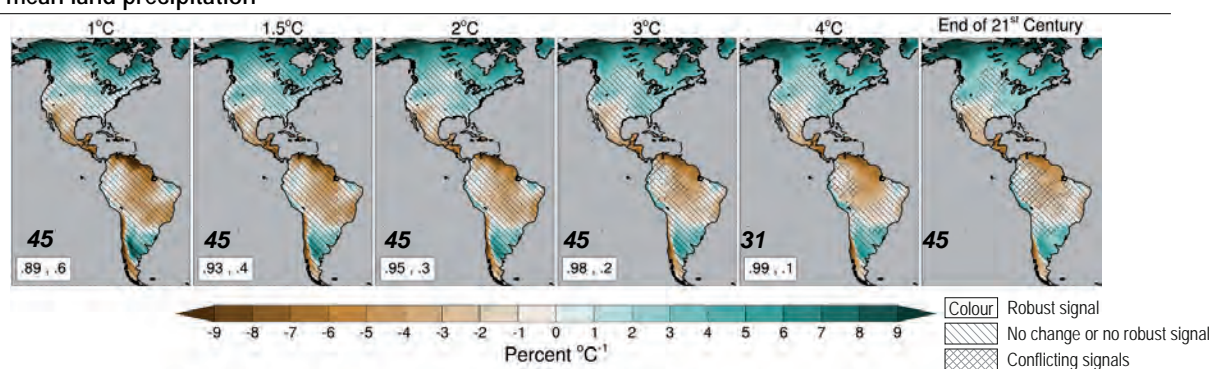 mean land precipitation
1°C 1.5°C 2°C 3°C 4°C End of 21st Century
45 45 45 45 31 45
.89 , .6 .93 , .4 .95 , .3 .98 , .2 .99 , .1
-9 -8 -7 -6 -5 -4 -3 -2 -1 0 1 2 3 4 5 6 7 8 9
Percent °C-1
Colour Robust signal
No change or no robust signal
Conflicting signals